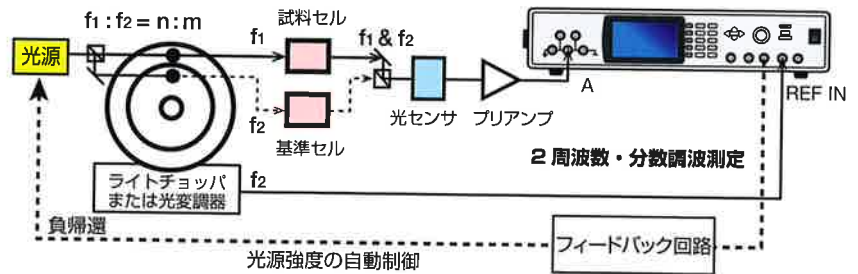 f₁ : f₂ = n : m
光源
f₁
試料セル
f₁ & f₂
f₂
基準セル
光センサ
プリアンプ
A
REF IN
2 周波数・分数調波測定
ライトチョッパ
または光変調器
f₂
負帰還
光源強度の自動制御
フィードバック回路